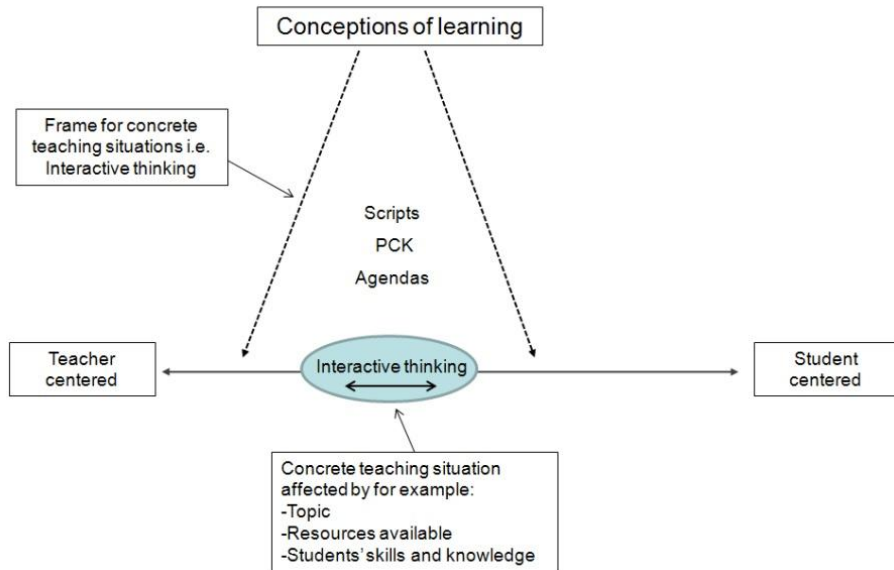 Conceptions of learning
Frame for concrete
teaching situations i.e.
Interactive thinking
Scripts
PCK
Agendas
Teacher
centered
Interactive thinking
Student
centered
Concrete teaching situation
affected by for example:
-Topic
-Resources available
-Students' skills and knowledge